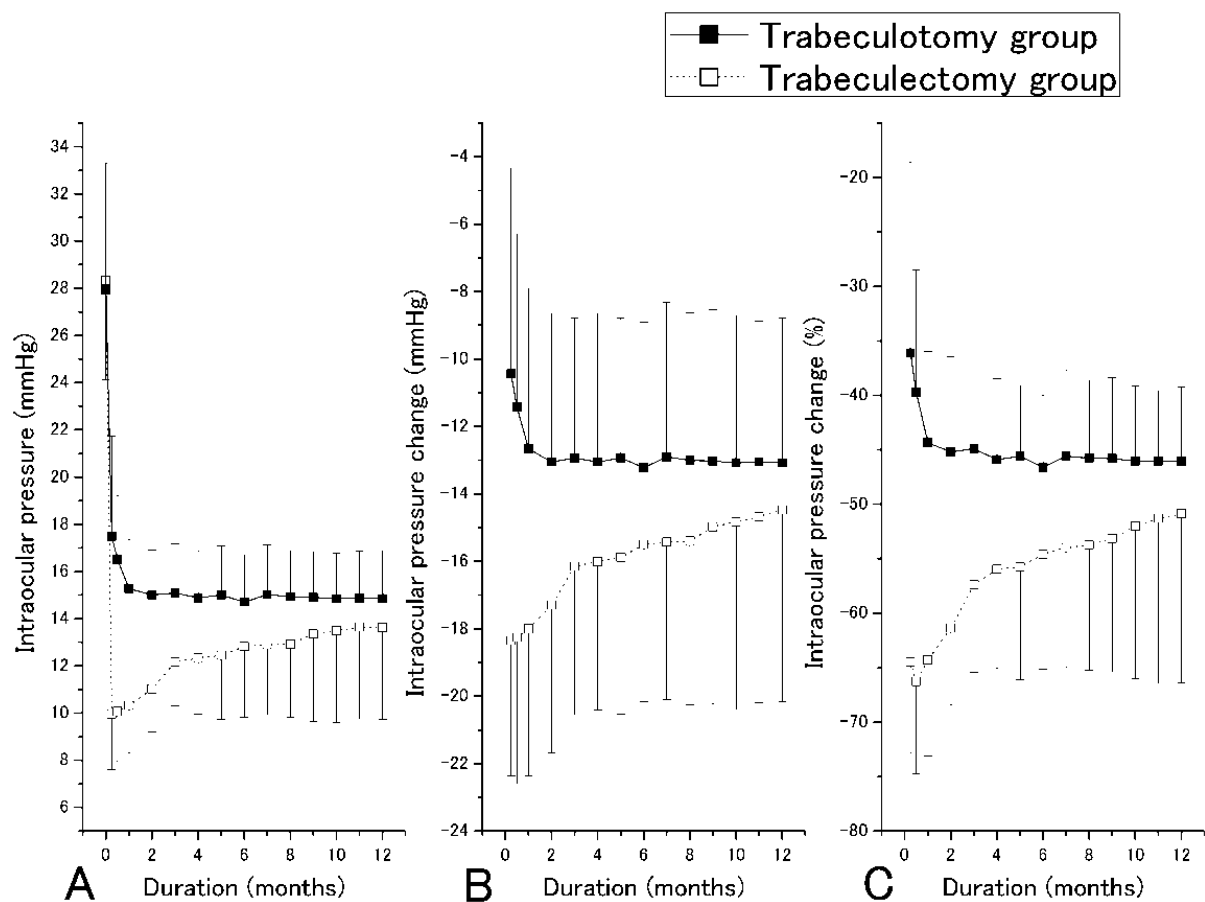 Trabeculotomy group
Trabeculectomy group
Intraocular pressure (mmHg)
34
32
30
28
26
24
22
20
18
16
14
12
10
8
6
0 2 4 6 8 10 12
A
Duration (months)
Intraocular pressure change (mmHg)
-4
-6
-8
-10
-12
-14
-16
-18
-20
-22
-24
0 2 4 6 8 10 12
B
Duration (months)
Intraocular pressure change (%)
-20
-30
-40
-50
-60
-70
-80
0 2 4 6 8 10 12
C
Duration (months)